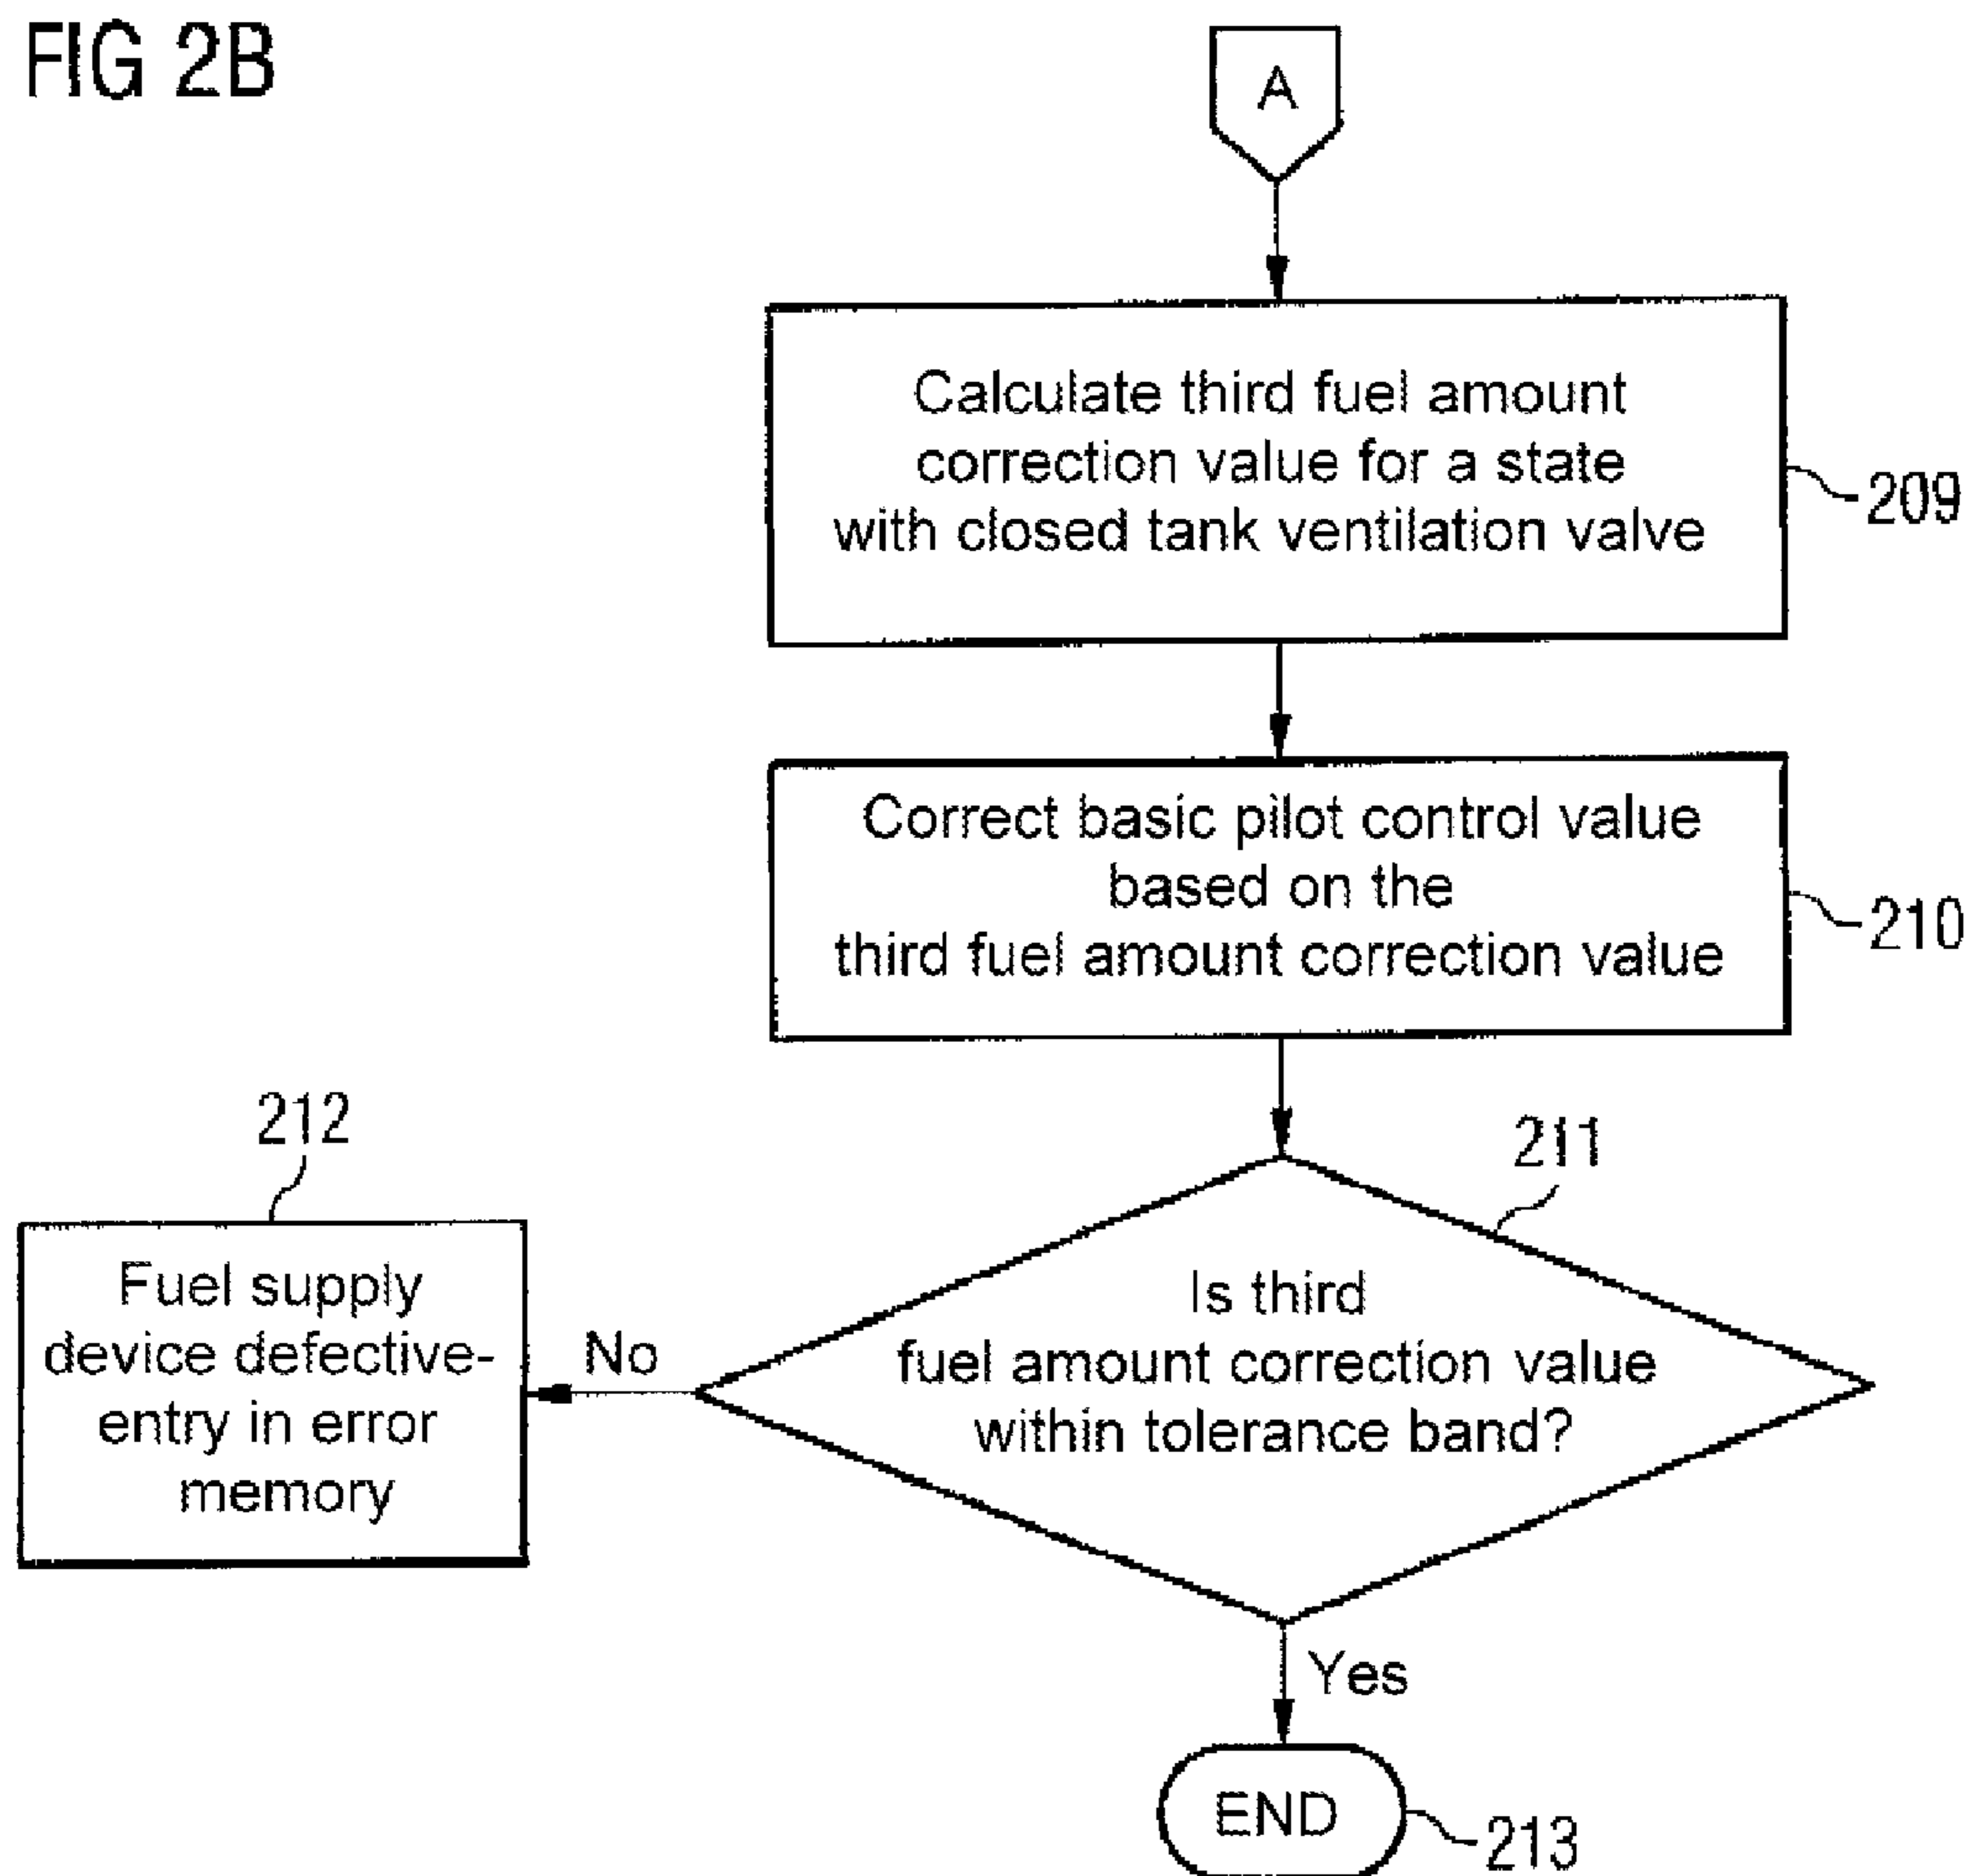 FIG 2B
A
Calculate third fuel amount
correction value for a state
with closed tank ventilation valve
209
Correct basic pilot control value
based on the
third fuel amount correction value
210
211
Is third
fuel amount correction value
within tolerance band?
No
212
Fuel supply
device defective-
entry in error
memory
Yes
END
213